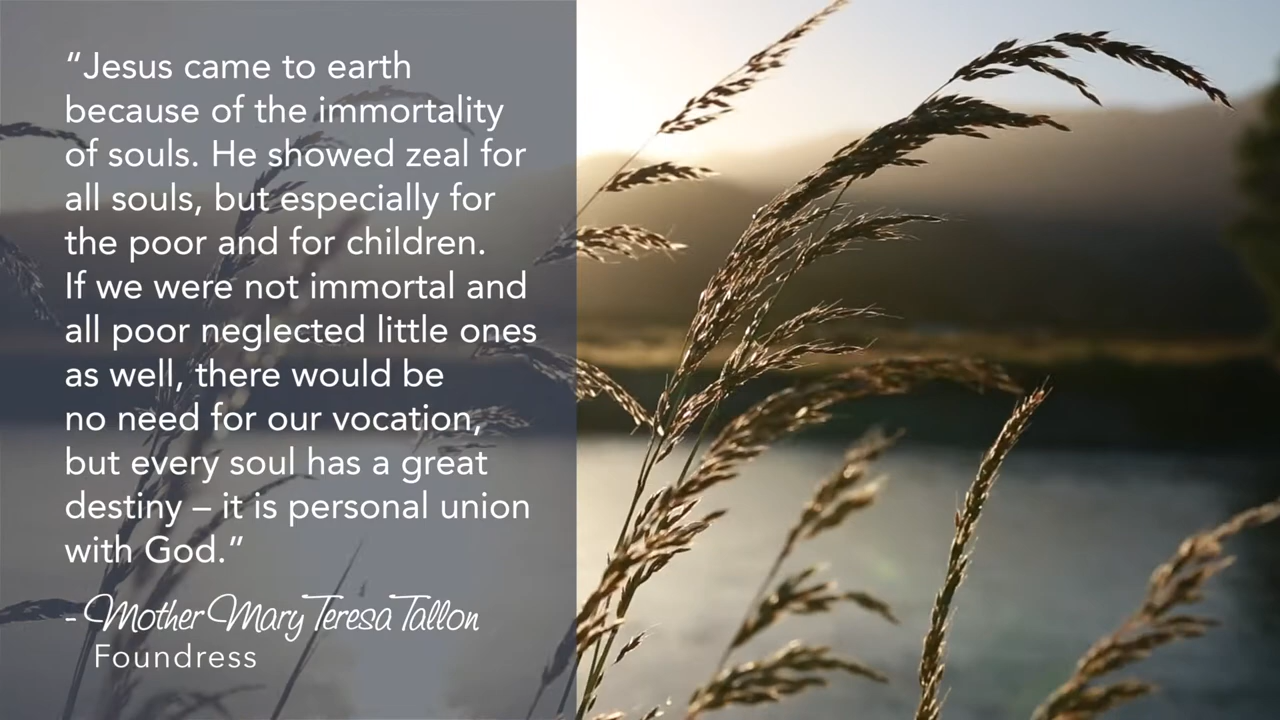 “Jesus came to earth
because of the immortality
of souls. He showed zeal for
all souls, but especially for
the poor and for children.
If we were not immortal and
all poor neglected little ones
as well, there would be
no need for our vocation,
but every soul has a great
destiny – it is personal union
with God.”
- Mother Mary Teresa Tallon
Foundress